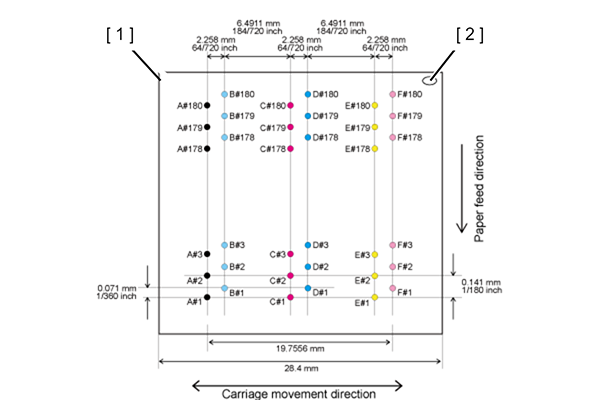 6.4911 mm
184/720 inch
6.4911 mm
184/720 inch
[ 1 ]
[ 2 ]
2.258 mm
64/720 inch
2.258 mm
64/720 inch
2.258 mm
64/720 inch
B#180
D#180
F#180
A#180
C#180
E#180
B#179
D#179
F#179
A#179
C#179
E#179
B#178
D#178
F#178
A#178
C#178
E#178
Paper feed direction
B#3
D#3
F#3
A#3
C#3
E#3
B#2
D#2
F#2
A#2
C#2
E#2
0.071 mm
1/360 inch
0.141 mm
1/180 inch
B#1
D#1
F#1
A#1
C#1
E#1
19.7556 mm
28.4 mm
Carriage movement direction